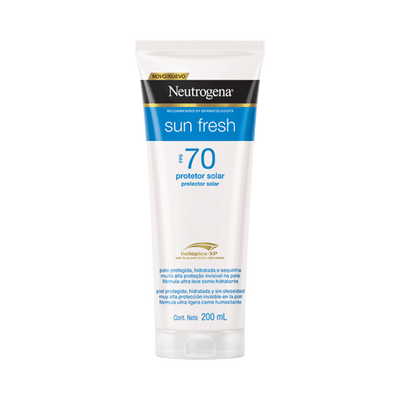 NOVO/NUEVO
Neutrogena®
RECOMMENDED BY DERMATOLOGISTS
sun fresh
FPS 70
protetor solar
protector solar
helioplex®XP
pele protegida, hidratada e sequinha
muito alta proteção invisível na pele
fórmula ultra leve como hidratante
piel protegida, hidratada y sin oleosidad
muy alta protección invisible en la piel
fórmula ultra ligera como humectante
Cont. Neto 200 mL